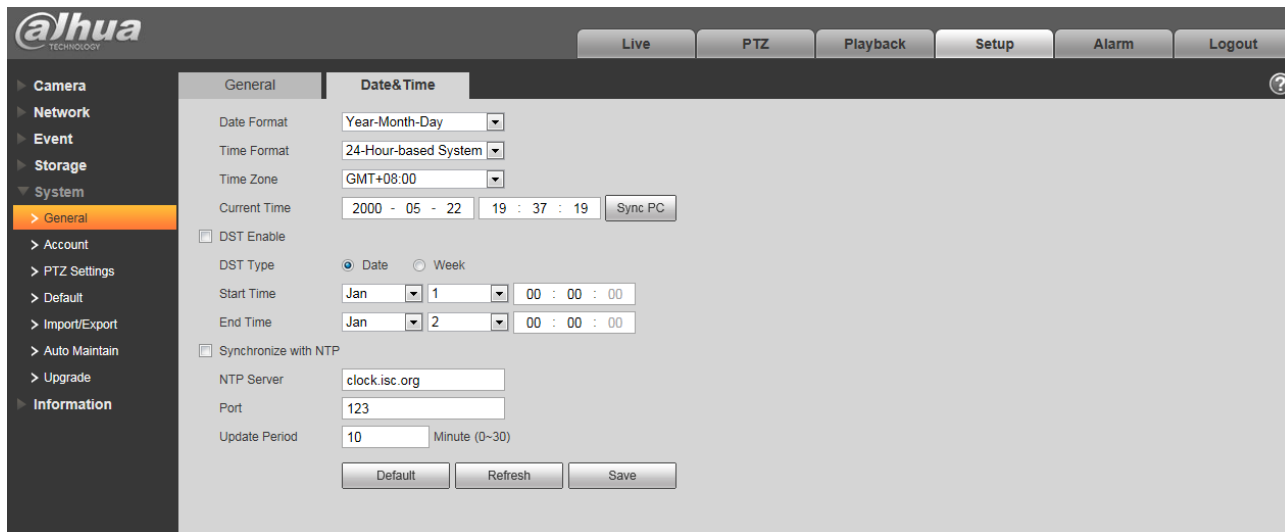 alhua
TECHNOLOGY
Live PTZ Playback Setup Alarm Logout
Camera
Network
Event
Storage
System
> General
> Account
> PTZ Settings
> Default
> Import/Export
> Auto Maintain
> Upgrade
Information
General Date&Time
?
Date Format Year-Month-Day
Time Format 24-Hour-based System
Time Zone GMT+08:00
Current Time 2000 - 05 - 22 19 : 37 : 19 Sync PC
DST Enable
DST Type Date Week
Start Time Jan 1 00 : 00 : 00
End Time Jan 2 00 : 00 : 00
Synchronize with NTP
NTP Server clock.isc.org
Port 123
Update Period 10 Minute (0~30)
Default Refresh Save